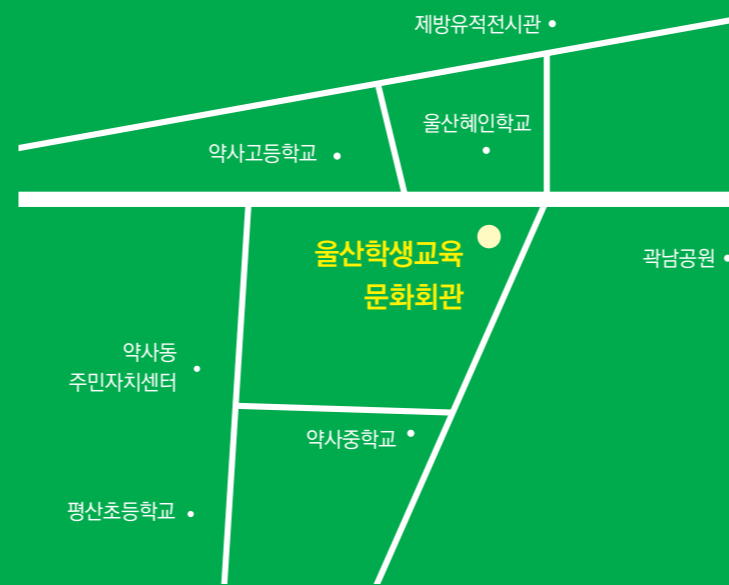 제방유적전시관
울산혜인학교
약사고등학교
울산학생교육
문화회관
곽남공원
약사동
주민자치센터
약사중학교
평산초등학교